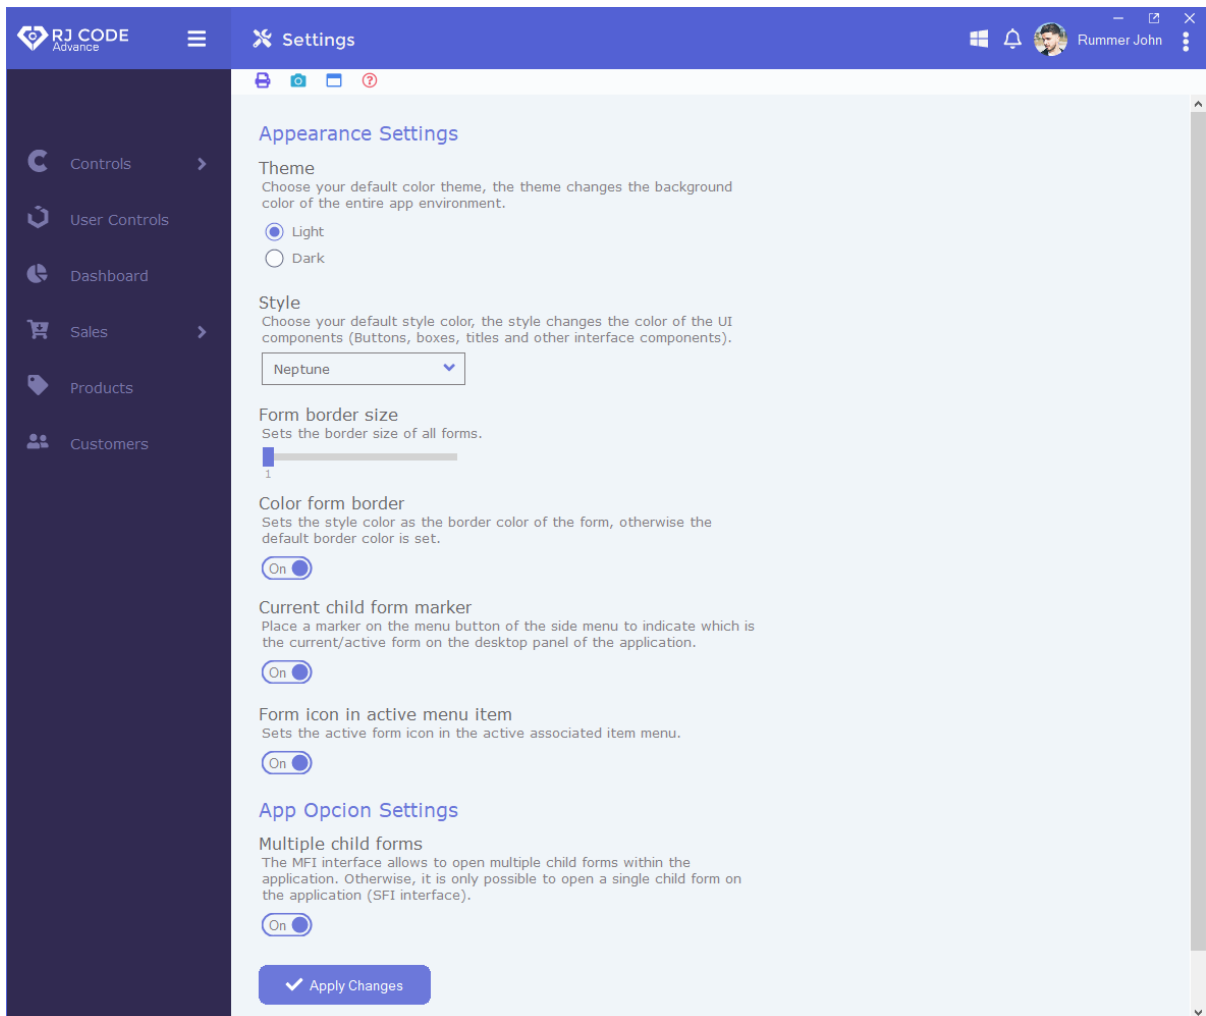 RJ CODE
Advance
Settings
Rummer John
Controls
User Controls
Dashboard
Sales
Products
Customers
Appearance Settings
Theme
Choose your default color theme, the theme changes the background
color of the entire app environment.
Light
Dark
Style
Choose your default style color, the style changes the color of the UI
components (Buttons, boxes, titles and other interface components).
Neptune
Form border size
Sets the border size of all forms.
1
Color form border
Sets the style color as the border color of the form, otherwise the
default border color is set.
On
Current child form marker
Place a marker on the menu button of the side menu to indicate which is
the current/active form on the desktop panel of the application.
On
Form icon in active menu item
Sets the active form icon in the active associated item menu.
On
App Opcion Settings
Multiple child forms
The MFI interface allows to open multiple child forms within the
application. Otherwise, it is only possible to open a single child form on
the application (SFI interface).
On
Apply Changes